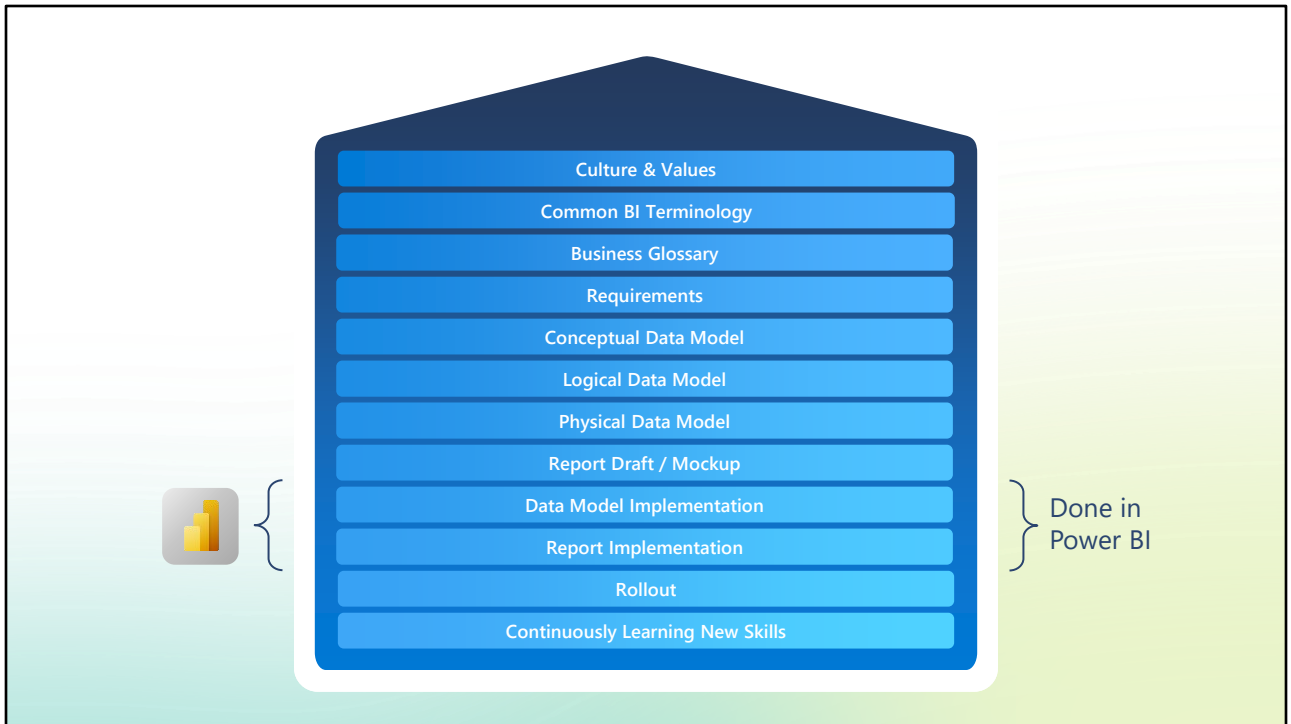 Culture & Values
Common BI Terminology
Business Glossary
Requirements
Conceptual Data Model
Logical Data Model
Physical Data Model
Report Draft / Mockup
Data Model Implementation
Report Implementation
Done in
Power BI
Rollout
Continuously Learning New Skills